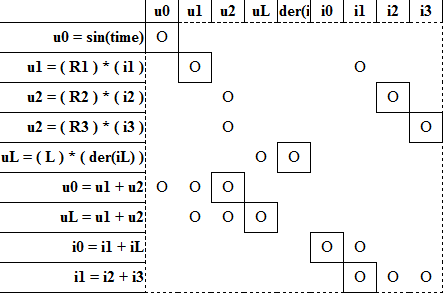 u0 u1 u2 uL der(i i0 i1 i2 i3
u0 = sin(time) O
u1 = ( R1 ) * ( i1 ) O O
u2 = ( R2 ) * ( i2 ) O O
u2 = ( R3 ) * ( i3 ) O O
uL = ( L ) * ( der(iL) ) O O
u0 = u1 + u2 O O O
uL = u1 + u2 O O O
i0 = i1 + iL O O
i1 = i2 + i3 O O O